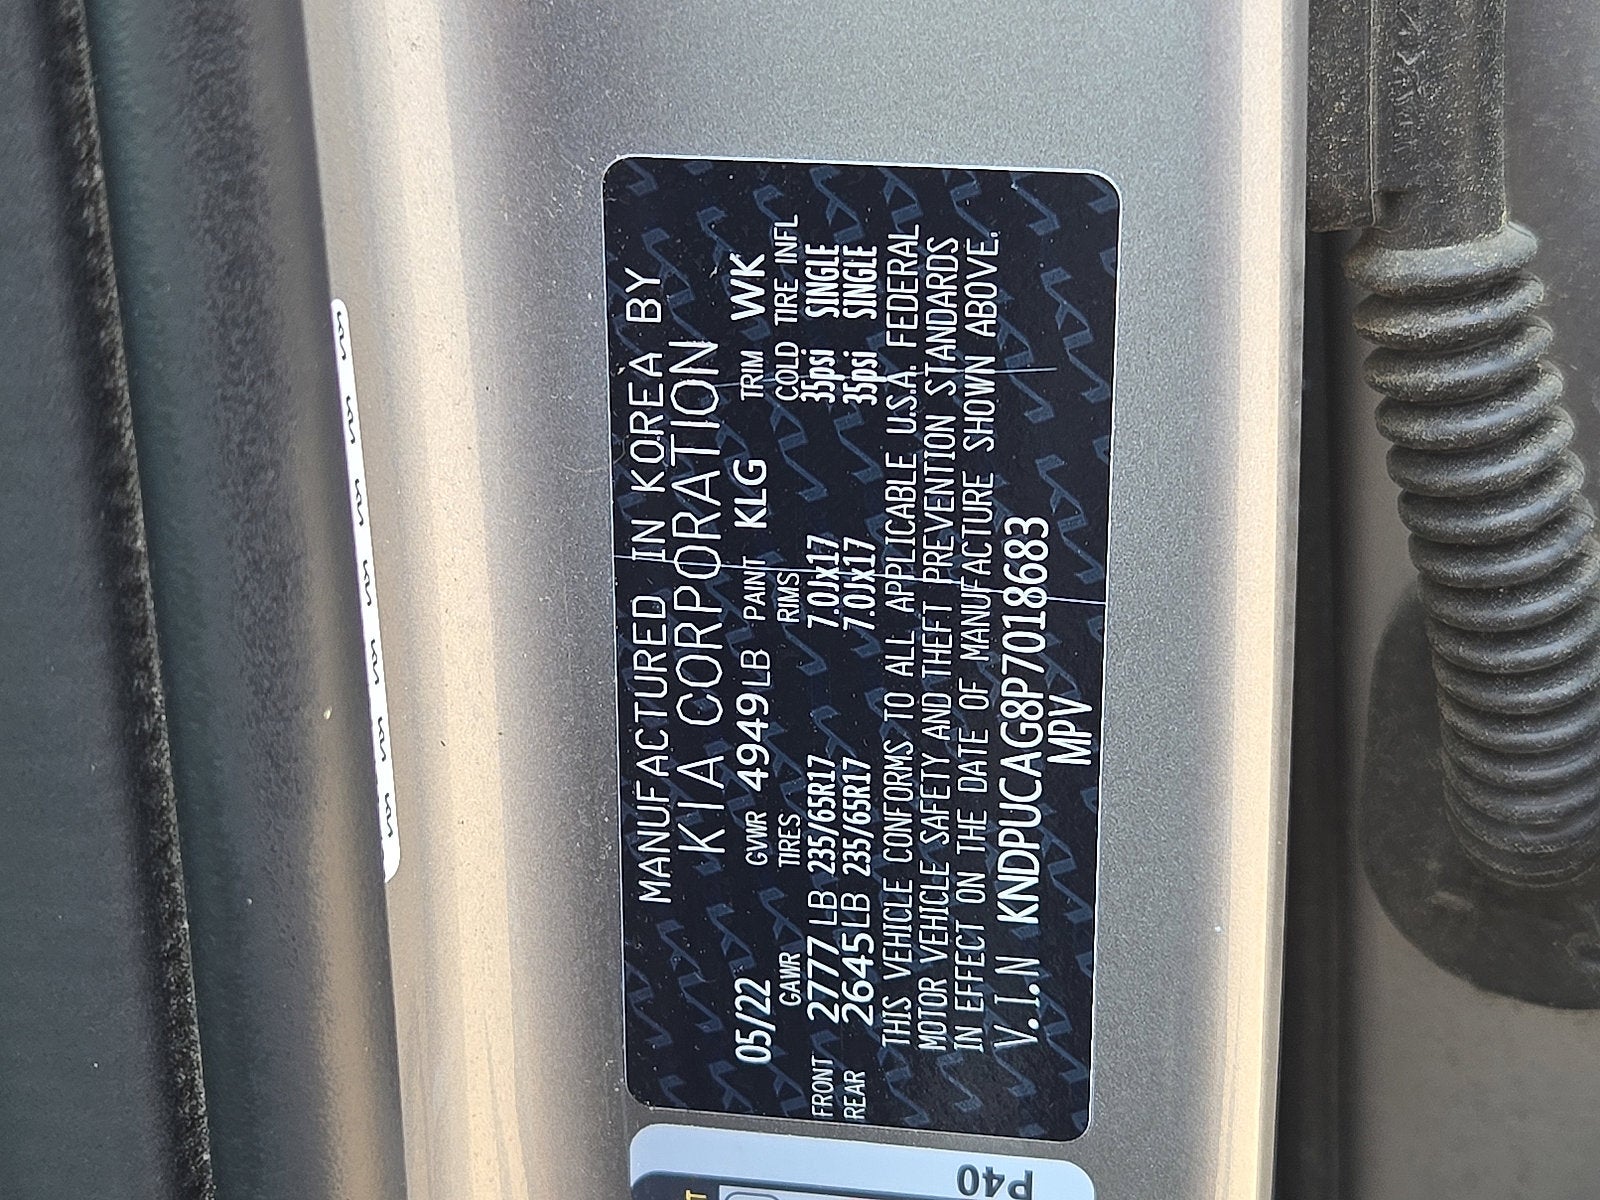 MANUFACTURED IN KOREA BY
KIA CORPORATION
05/22 GVWR 4949LB PAINT KLG TRIM WK
GAWR TIRES RIMS COLD TIRE INFL
FRONT 2777LB 235/65R17 7.0Jx17 35psi SINGLE
REAR 2645LB 235/65R17 7.0Jx17 35psi SINGLE
THIS VEHICLE CONFORMS TO ALL APPLICABLE U.S.A. FEDERAL
MOTOR VEHICLE SAFETY AND THEFT PREVENTION STANDARDS
IN EFFECT ON THE DATE OF MANUFACTURE SHOWN ABOVE.
V.I.N KNDPUCAG8P7018683
MPV
P40